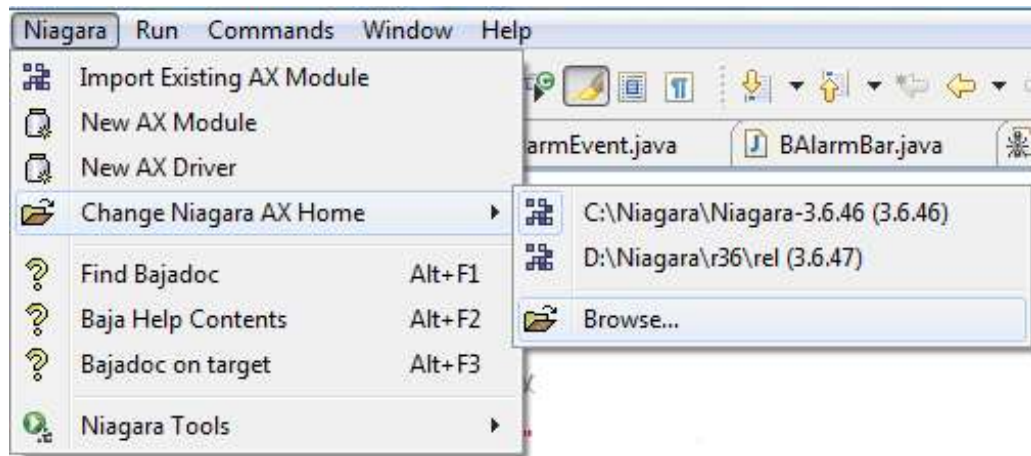 Niagara Run Commands Window Help
Import Existing AX Module
New AX Module
New AX Driver
Change Niagara AX Home
Find Bajadoc Alt+F1
Baja Help Contents Alt+F2
Bajadoc on target Alt+F3
Niagara Tools
armEvent.java BAlarmBar.java
C:\Niagara\Niagara-3.6.46 (3.6.46)
D:\Niagara\r36\rel (3.6.47)
Browse...